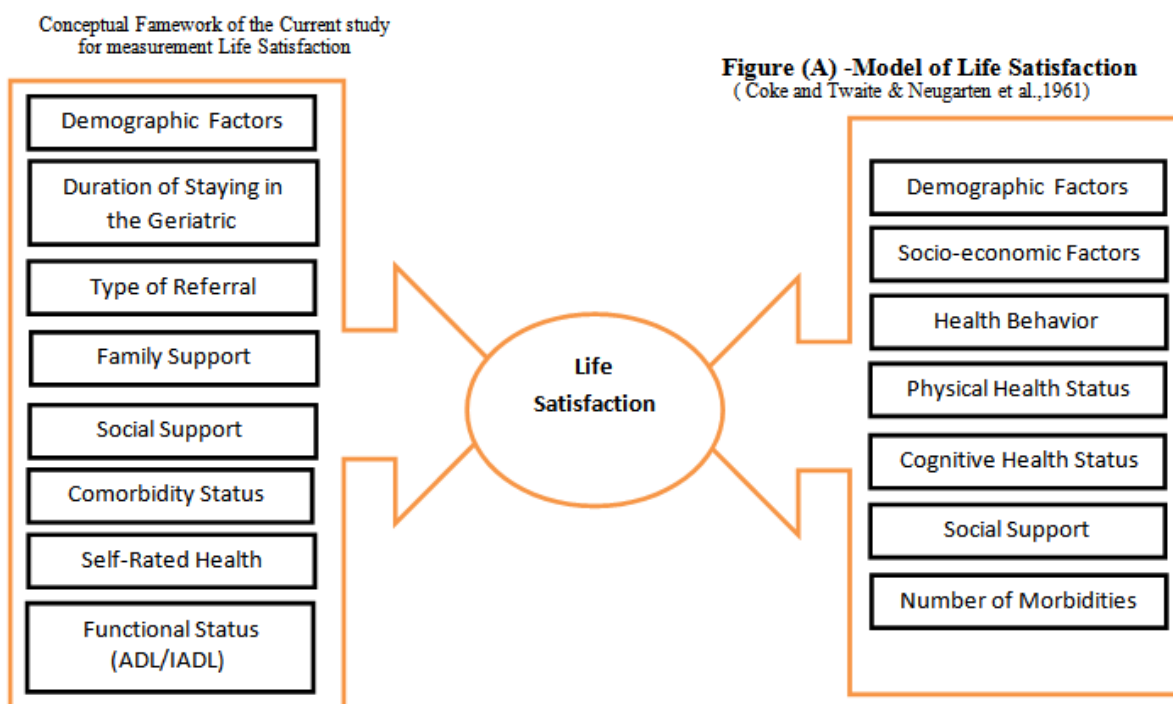 Conceptual Famework of the Current study
for measurement Life Satisfaction
Demographic Factors
Duration of Staying in
the Geriatric
Type of Referral
Family Support
Social Support
Comorbidity Status
Self-Rated Health
Functional Status
(ADL/IADL)
Life
Satisfaction
Figure (A) -Model of Life Satisfaction
( Coke and Twaite & Neugarten et al.,1961)
Demographic Factors
Socio-economic Factors
Health Behavior
Physical Health Status
Cognitive Health Status
Social Support
Number of Morbidities